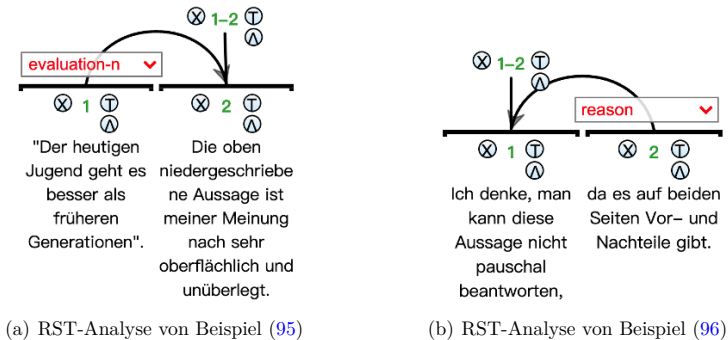 1-2
evaluation-n
1
2
"Der heutigen
Jugend geht es
besser als
früheren
Generationen".
Die oben
niedergeschriebe
ne Aussage ist
meiner Meinung
nach sehr
oberflächlich und
unüberlegt.
(a) RST-Analyse von Beispiel (95)
1-2
reason
1
2
Ich denke, man
kann diese
Aussage nicht
pauschal
beantworten,
da es auf beiden
Seiten Vor- und
Nachteile gibt.
(b) RST-Analyse von Beispiel (96)